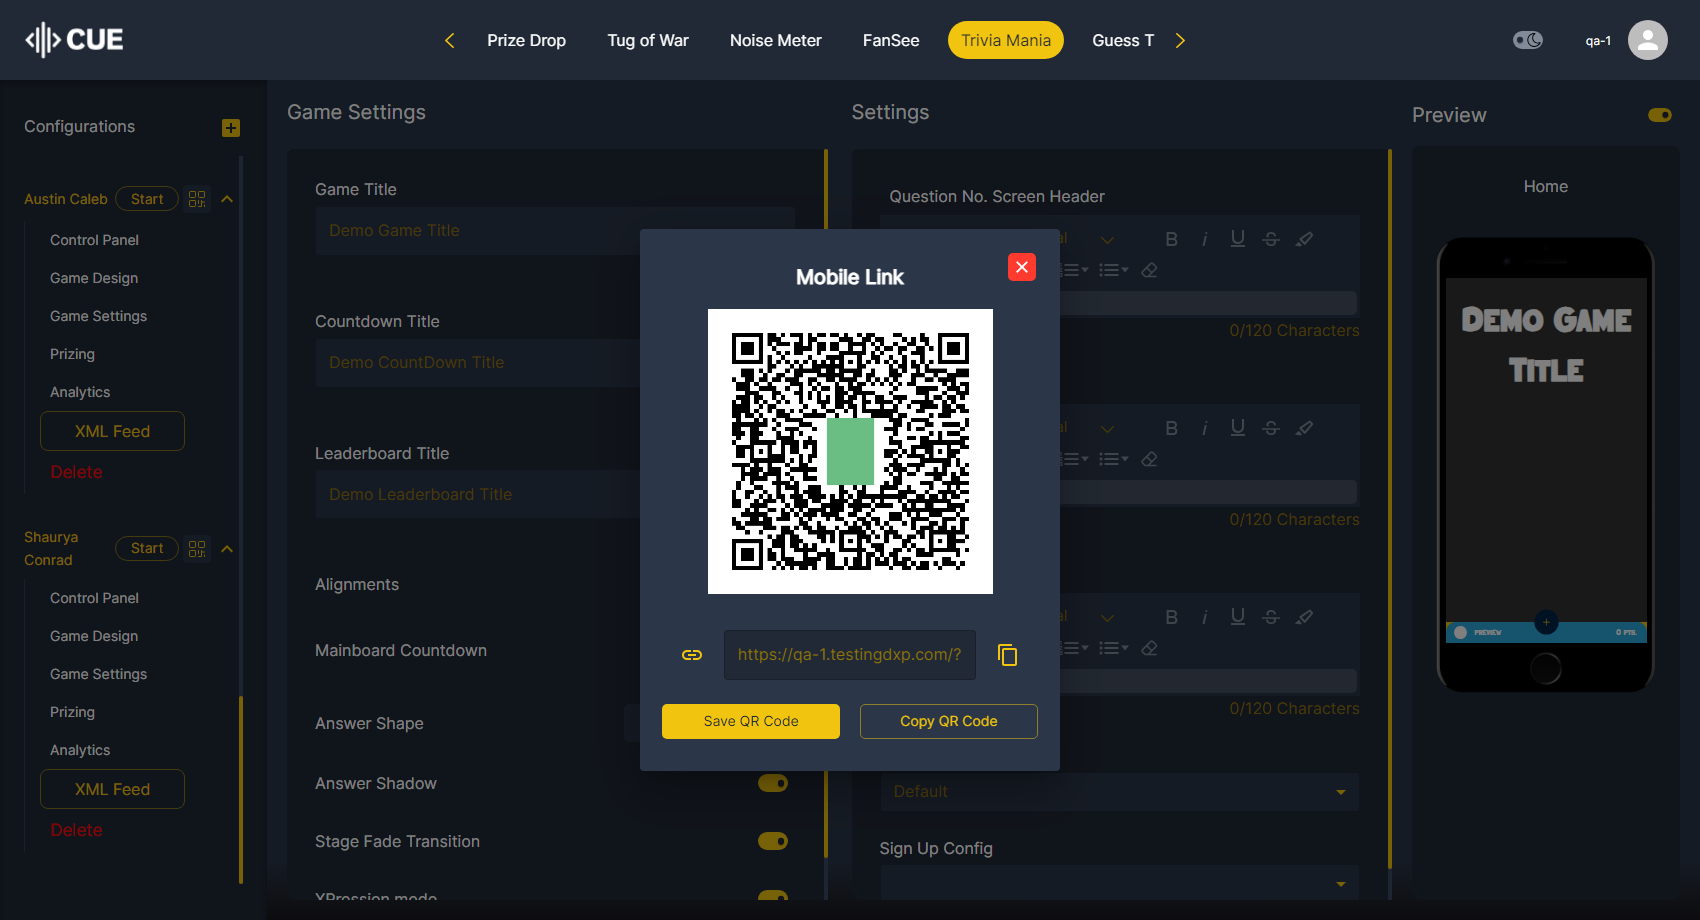 CUE
Prize Drop
Tug of War
Noise Meter
FanSee
Trivia Mania
Guess T
qa-1
Configurations
Austin Caleb
Start
Control Panel
Game Design
Game Settings
Prizing
Analytics
XML Feed
Delete
Shaurya
Conrad
Start
Control Panel
Game Design
Game Settings
Prizing
Analytics
XML Feed
Delete
Game Settings
Game Title
Demo Game Title
Countdown Title
Demo CountDown Title
Leaderboard Title
Demo Leaderboard Title
Alignments
Mainboard Countdown
Answer Shape
Answer Shadow
Stage Fade Transition
XPression mode
Mobile Link
https://qa-1.testingdxp.com/?
Save QR Code
Copy QR Code
Settings
Question No. Screen Header
B i U S
0/120 Characters
B i U S
0/120 Characters
B i U S
0/120 Characters
Default
Sign Up Config
Preview
Home
Demo Game
Title
PREVIEW
0 PTS.